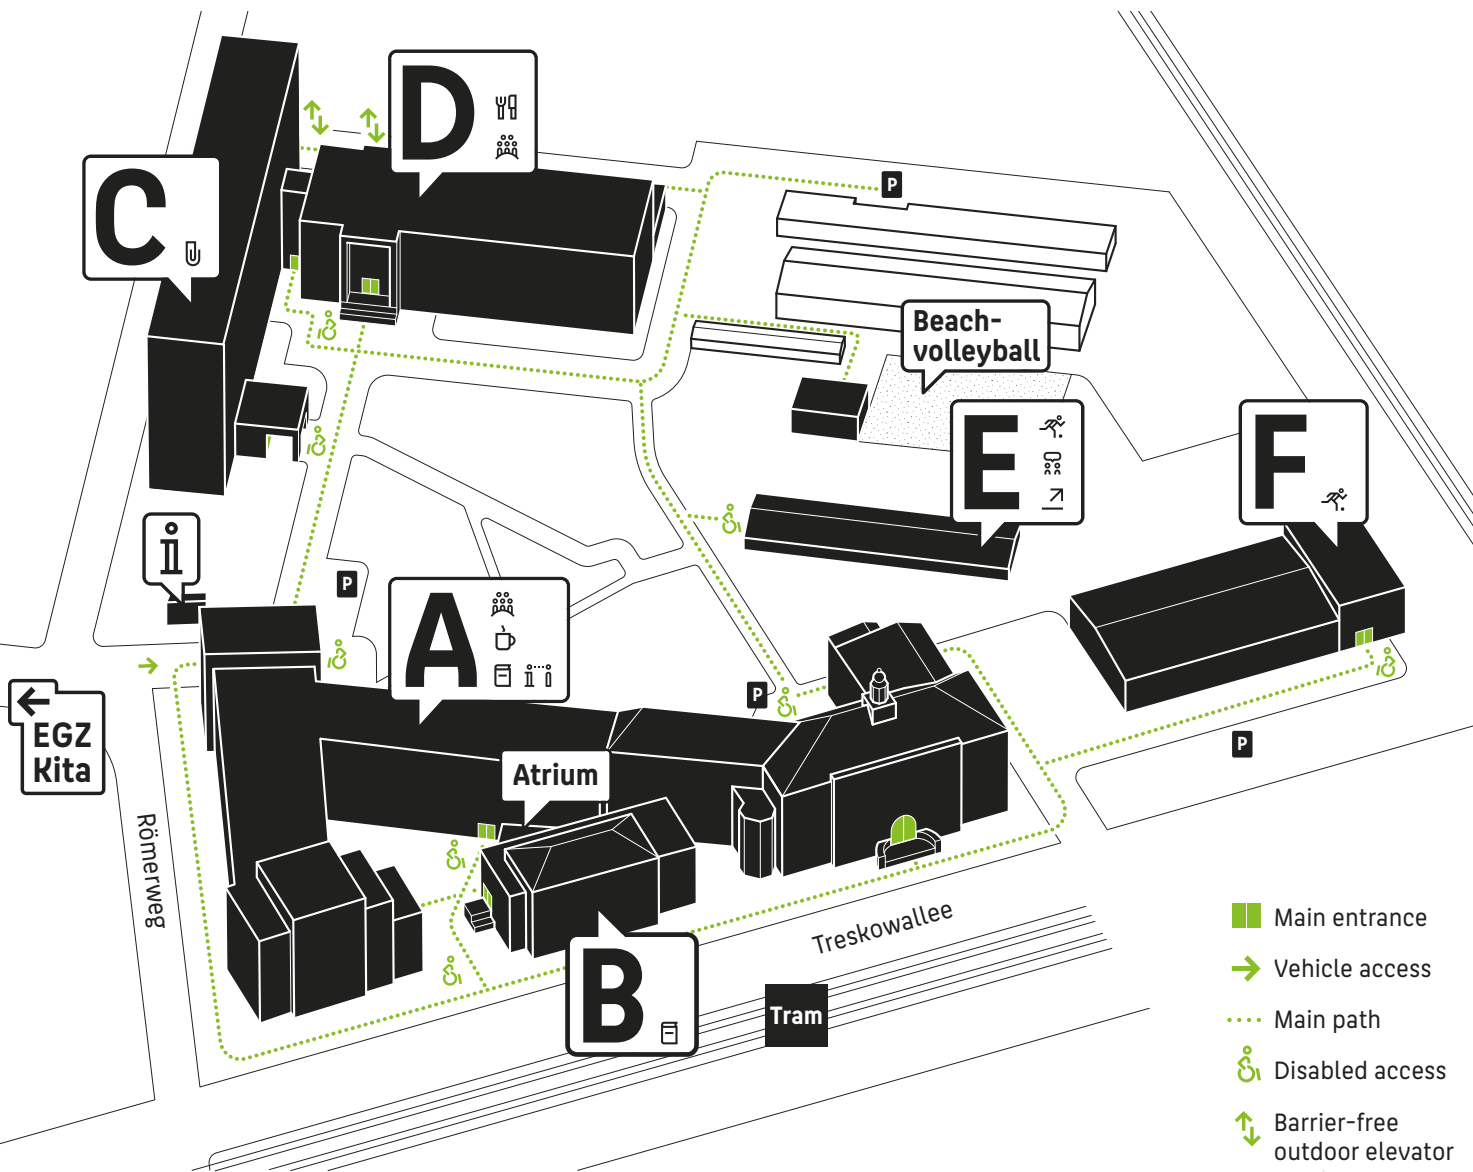 D
C
P
Beach-
volleyball
E
F
i
P
A
P
EGZ
Kita
Atrium
P
Römerweg
Treskowallee
B
Tram
Main entrance
Vehicle access
Main path
Disabled access
Barrier-free
outdoor elevator